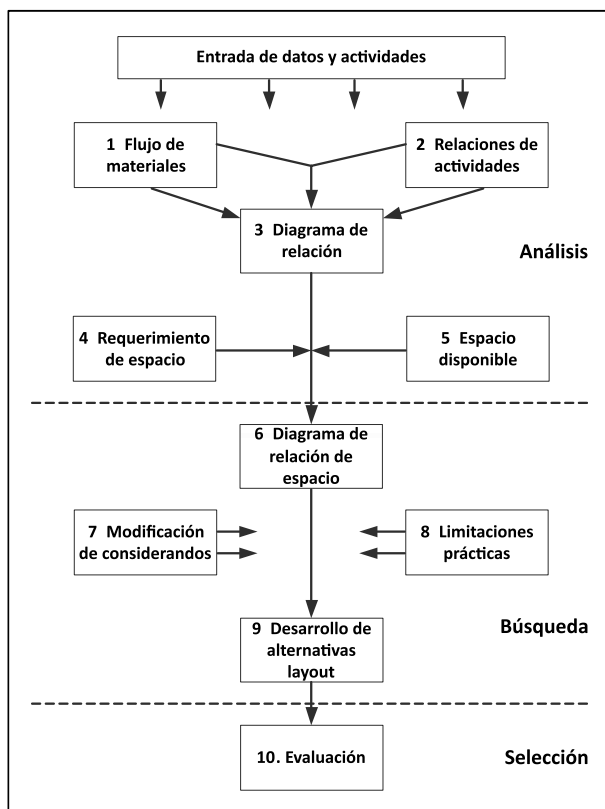 Entrada de datos y actividades
1 Flujo de
materiales
2 Relaciones de
actividades
3 Diagrama de
relación
Análisis
4 Requerimiento
de espacio
5 Espacio
disponible
6 Diagrama de
relación de
espacio
7 Modificación
de considerandos
8 Limitaciones
prácticas
9 Desarrollo de
alternativas
layout
Búsqueda
10. Evaluación
Selección